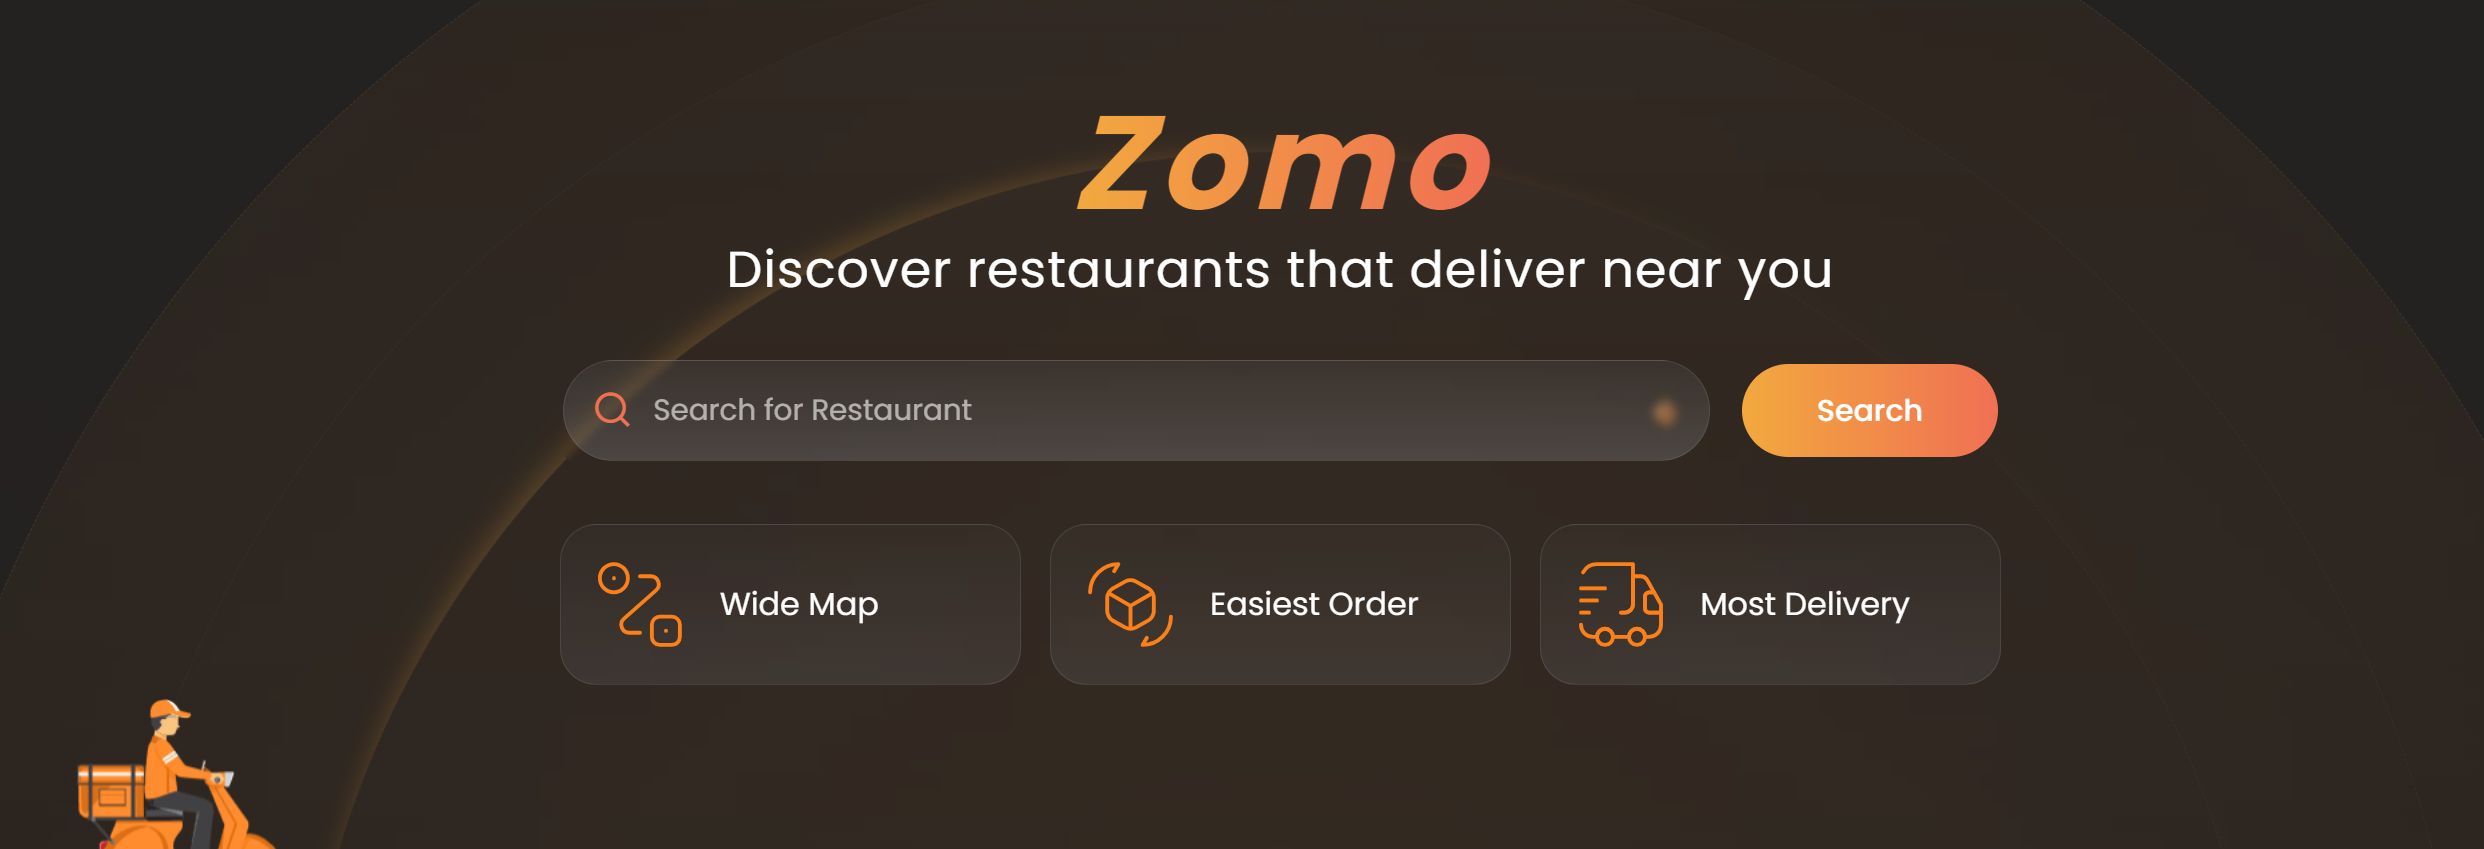 Zomo
Discover restaurants that deliver near you
Search for Restaurant
Search
Wide Map
Easiest Order
Most Delivery